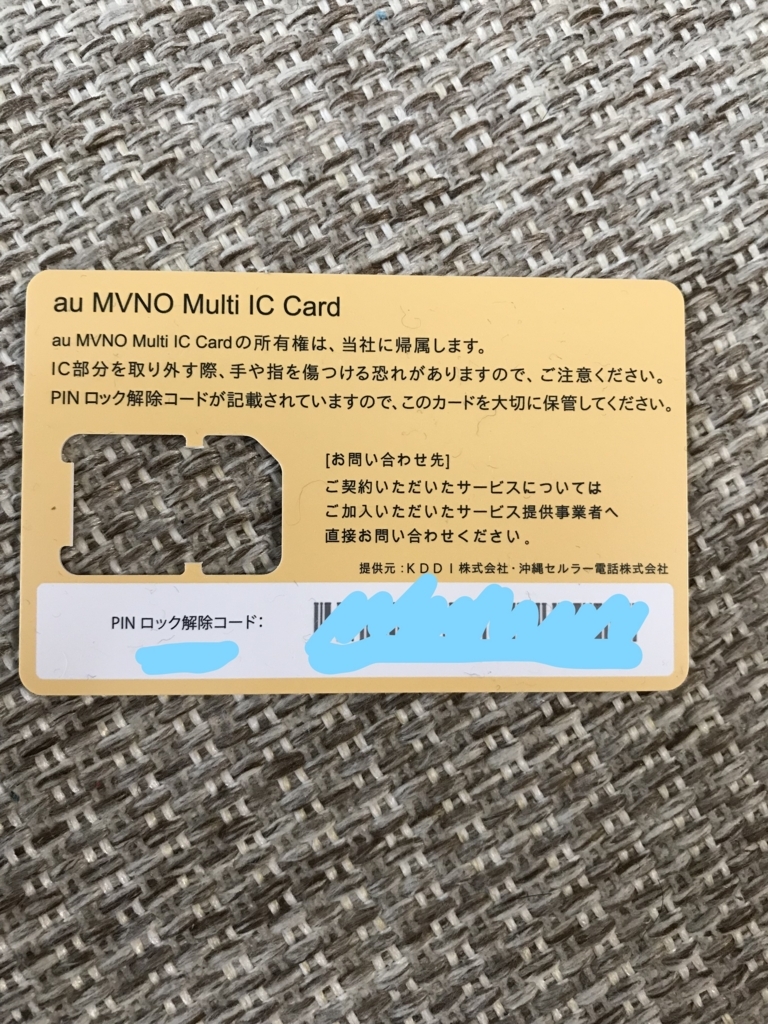 au MVNO Multi IC Card
au MVNO Multi IC Cardの所有権は、当社に帰属します。
IC部分を取り外す際、手や指を傷つける恐れがありますので、ご注意ください。
PIN ロック解除コードが記載されていますので、このカードを大切に保管してください。
[お問い合わせ先]
ご契約いただいたサービスについては
ご加入いただいたサービス提供事業者へ
直接お問い合わせください。
提供元：KDDI株式会社・沖縄セルラー電話株式会社
PIN ロック解除コード：